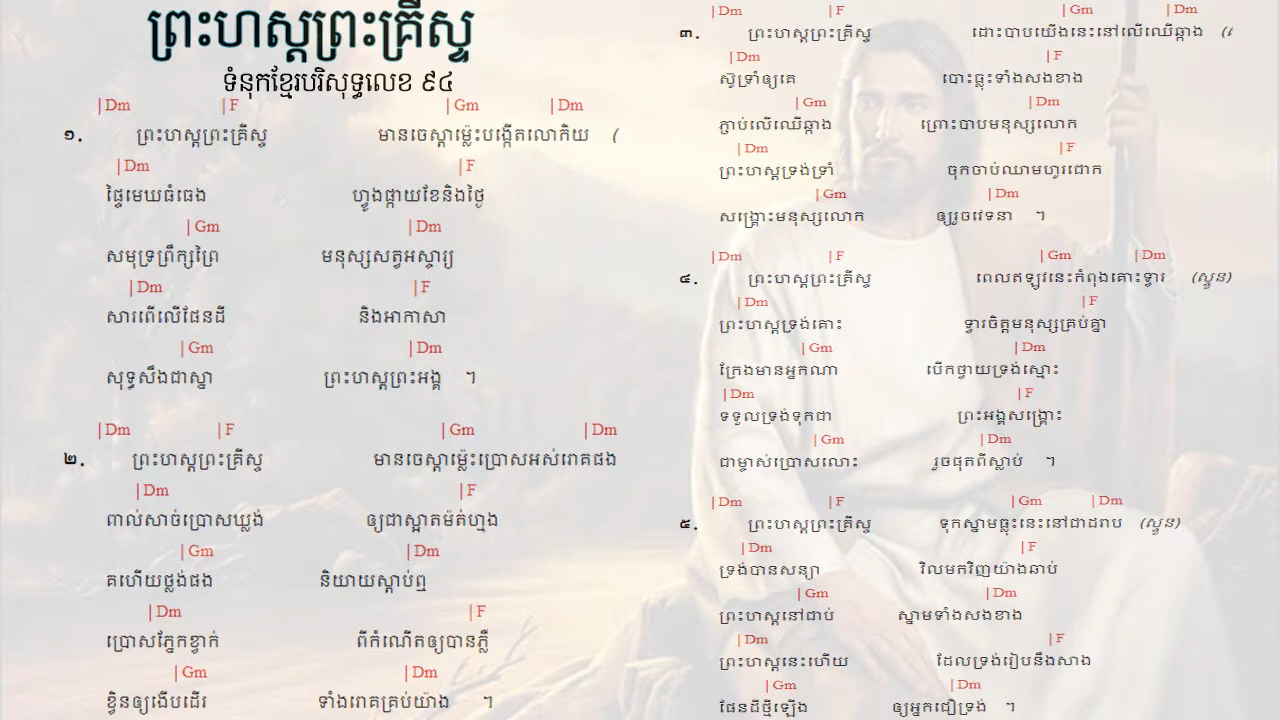 ព្រះហស្តព្រះគ្រីស្ទ
ទំនុកខ្មែរបរិសុទ្ធលេខ ៩៤
|Dm |F |Gm |Dm
១. ព្រះហស្តព្រះគ្រីស្ទ មានចេស្តាម៉្លេះបង្កើតលោកិយ (
|Dm |F
ផ្ទៃមេឃធំធេង ហ្វូងផ្កាយខែនិងថ្ងៃ
|Gm |Dm
សមុទ្រព្រឹក្សព្រៃ មនុស្សសត្វអស្ចារ្យ
|Dm |F
សារពើលើផែនដី និងអាកាសា
|Gm |Dm
សុទ្ធសឹងជាស្នា ព្រះហស្តព្រះអង្គ ។
|Dm |F |Gm |Dm
២. ព្រះហស្តព្រះគ្រីស្ទ មានចេស្តាម៉្លេះប្រោសអស់រោគផង
|Dm |F
ពាល់សាច់ប្រោសឃ្លង់ ឲ្យជាស្អាតម៉ត់ហ្មង
|Gm |Dm
គហើយថ្លង់ផង និយាយស្តាប់ឮ
|Dm |F
ប្រោសភ្នែកខ្វាក់ ពីកំណើតឲ្យបានភ្លឺ
|Gm |Dm
ខ្វិនឲ្យងើបដើរ ទាំងរោគគ្រប់យ៉ាង ។
|Dm |F |Gm |Dm
៣. ព្រះហស្តព្រះគ្រីស្ទ ដោះបាបយើងនេះនៅលើឈើឆ្កាង
|Dm |F
ស៊ូទ្រាំឲ្យគេ បោះធ្លុះទាំងសងខាង
|Gm |Dm
ភ្ជាប់លើឈើឆ្កាង ព្រោះបាបមនុស្សលោក
|Dm |F
ព្រះហស្តទ្រង់ទ្រាំ ចុកចាប់ឈាមហូរជោក
|Gm |Dm
សង្គ្រោះមនុស្សលោក ឲ្យរួចវេទនា ។
|Dm |F |Gm |Dm
៤. ព្រះហស្តព្រះគ្រីស្ទ ពេលឥឡូវនេះកំពុងគោះទ្វារ (ស្ទួន)
|Dm |F
ព្រះហស្តទ្រង់គោះ ទ្វារចិត្តមនុស្សគ្រប់គ្នា
|Gm |Dm
ក្រែងមានអ្នកណា បើកថ្វាយទ្រង់ស្មោះ
|Dm |F
ទទួលទ្រង់ទុកជា ព្រះអង្គសង្គ្រោះ
|Gm |Dm
ជាម្ចាស់ប្រោសលោះ រួចផុតពីស្លាប់ ។
|Dm |F |Gm |Dm
៥. ព្រះហស្តព្រះគ្រីស្ទ ទុកស្នាមធ្លុះនេះនៅជាដរាប (ស្ទួន)
|Dm |F
ទ្រង់បានសន្យា វិលមកវិញយ៉ាងឆាប់
|Gm |Dm
ព្រះហស្តនៅជាប់ ស្នាមទាំងសងខាង
|Dm |F
ព្រះហស្តនេះហើយ ដែលទ្រង់រៀបនឹងសាង
|Gm |Dm
ផែនដីថ្មីឡើង ឲ្យអ្នកជឿទ្រង់ ។